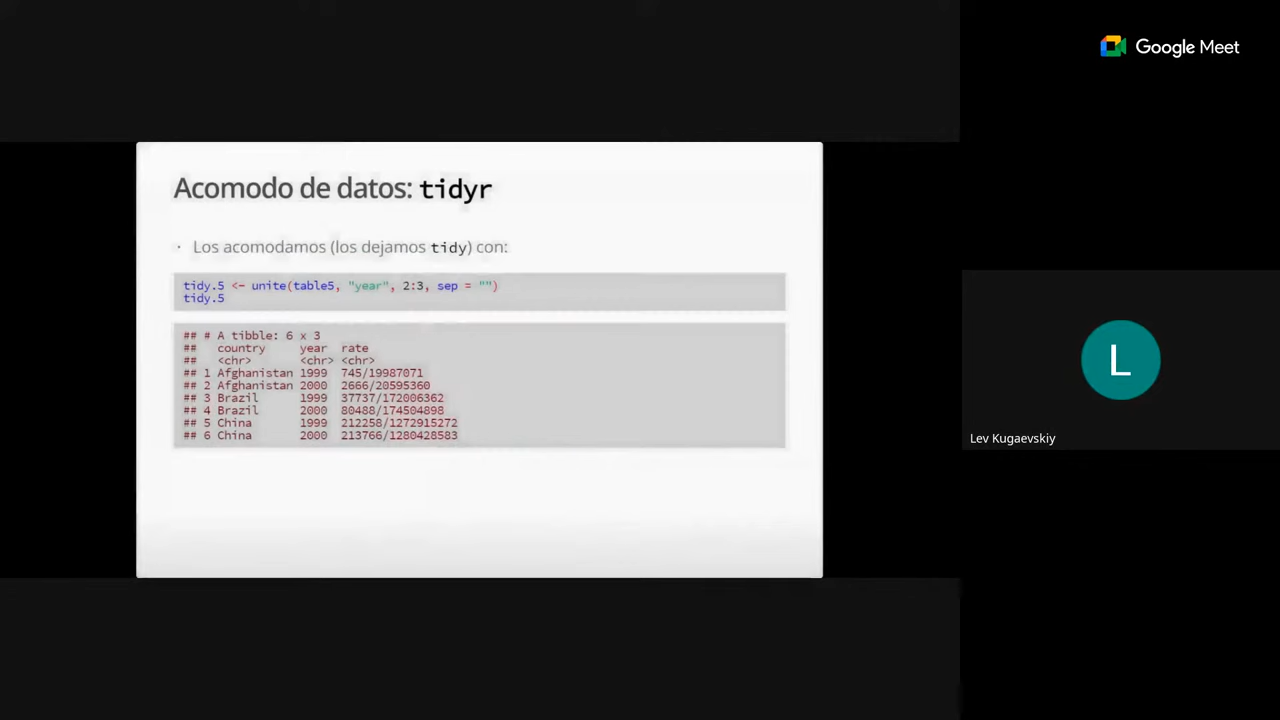 Google Meet
Acomodo de datos: tidyr
· Los acomodamos (los dejamos tidy) con:
tidy.5 <- unite(table5, "year", 2:3, sep = "")
tidy.5
## # A tibble: 6 x 3
##   country     year  rate
##   <chr>       <chr> <chr>
## 1 Afghanistan 1999  745/19987071
## 2 Afghanistan 2000  2666/20595360
## 3 Brazil      1999  37737/172006362
## 4 Brazil      2000  80488/174504898
## 5 China       1999  212258/1272915272
## 6 China       2000  213766/1280428583
L
Lev Kugaevskiy